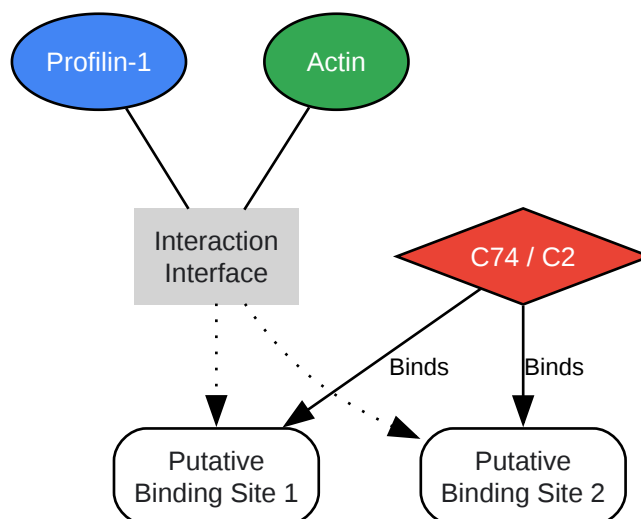 Profilin-1
Actin
Interaction
Interface
C74 / C2
Binds
Binds
Putative
Binding Site 1
Putative
Binding Site 2